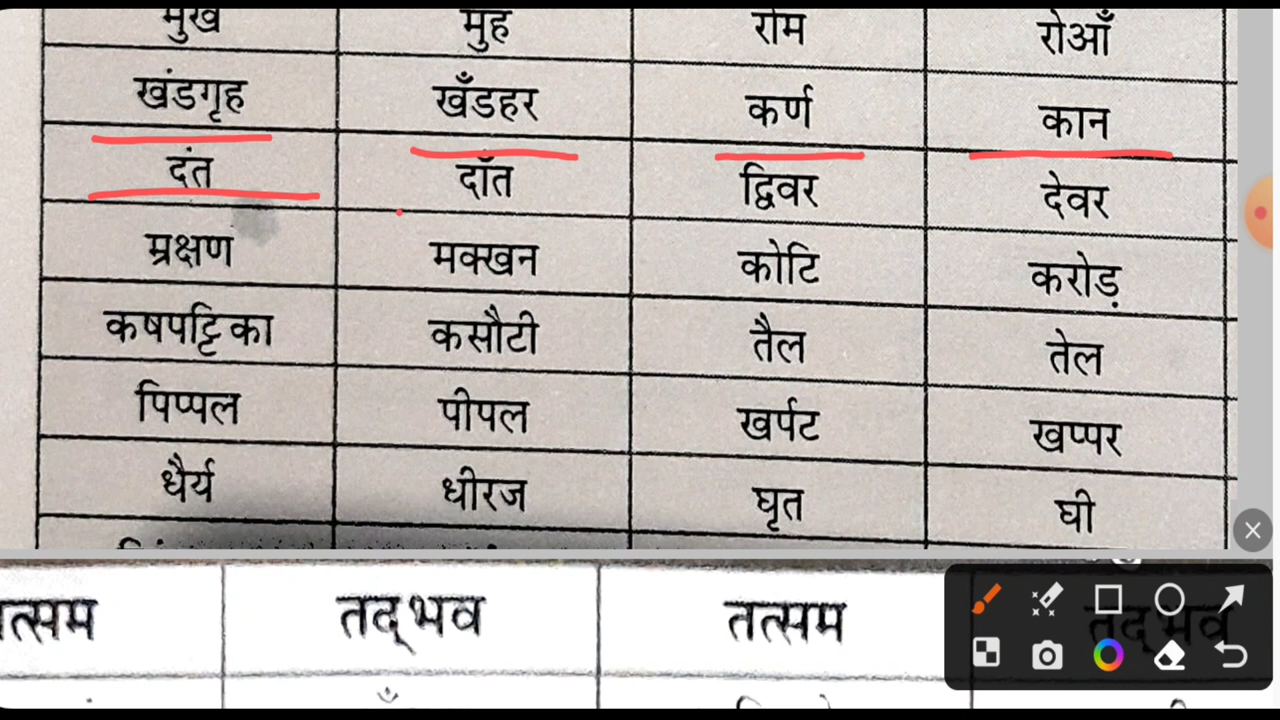 मुख मुँह रोम रोआँ
खंडगृह खँडहर कर्ण कान
दंत दाँत द्विवर देवर
म्रक्षण मक्खन कोटि करोड़
कषपट्टिका कसौटी तैल तेल
पिप्पल पीपल खर्पट खप्पर
धैर्य धीरज घृत घी
तत्सम तद्भव तत्सम तद्भव